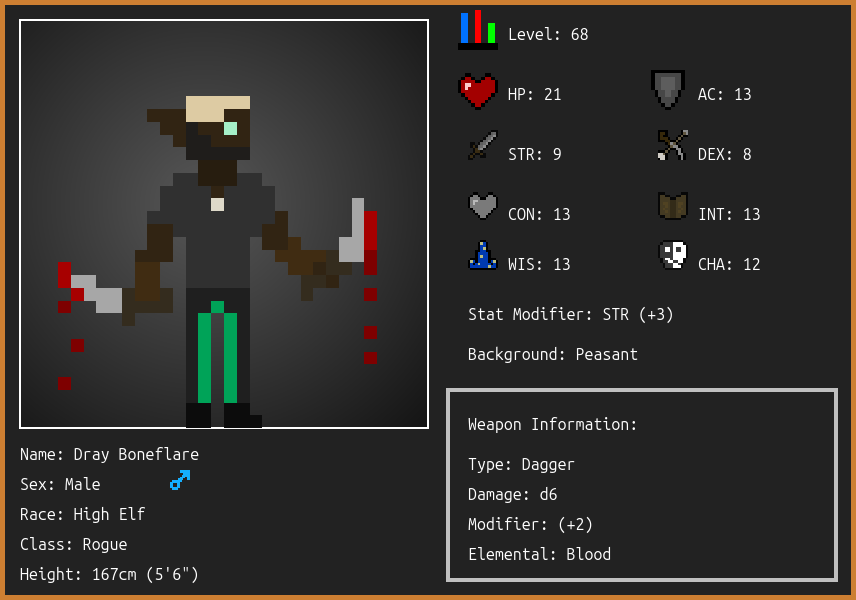 Level: 68
HP: 21
AC: 13
STR: 9
DEX: 8
CON: 13
INT: 13
WIS: 13
CHA: 12
Stat Modifier: STR (+3)
Background: Peasant
Weapon Information:
Type: Dagger
Damage: d6
Modifier: (+2)
Elemental: Blood
Name: Dray Boneflare
Sex: Male
Race: High Elf
Class: Rogue
Height: 167cm (5'6")